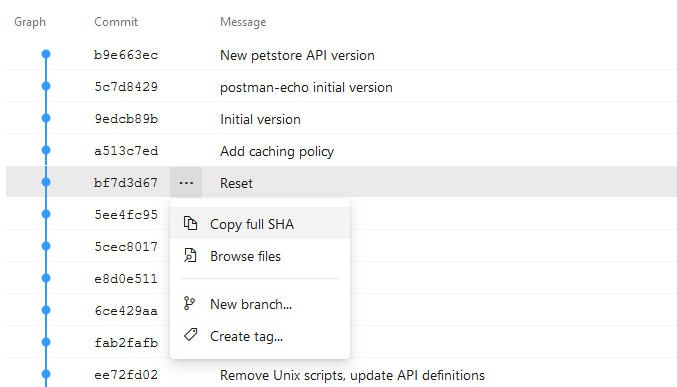 Graph Commit Message
b9e663ec New petstore API version
5c7d8429 postman-echo initial version
9edcb89b Initial version
a513c7ed Add caching policy
bf7d3d67 ... Reset
5ee4fc95 Copy full SHA
5cec8017 Browse files
e8d0e511
6ce429aa New branch...
fab2fafb Create tag...
ee72fd02 Remove Unix scripts, update API definitions